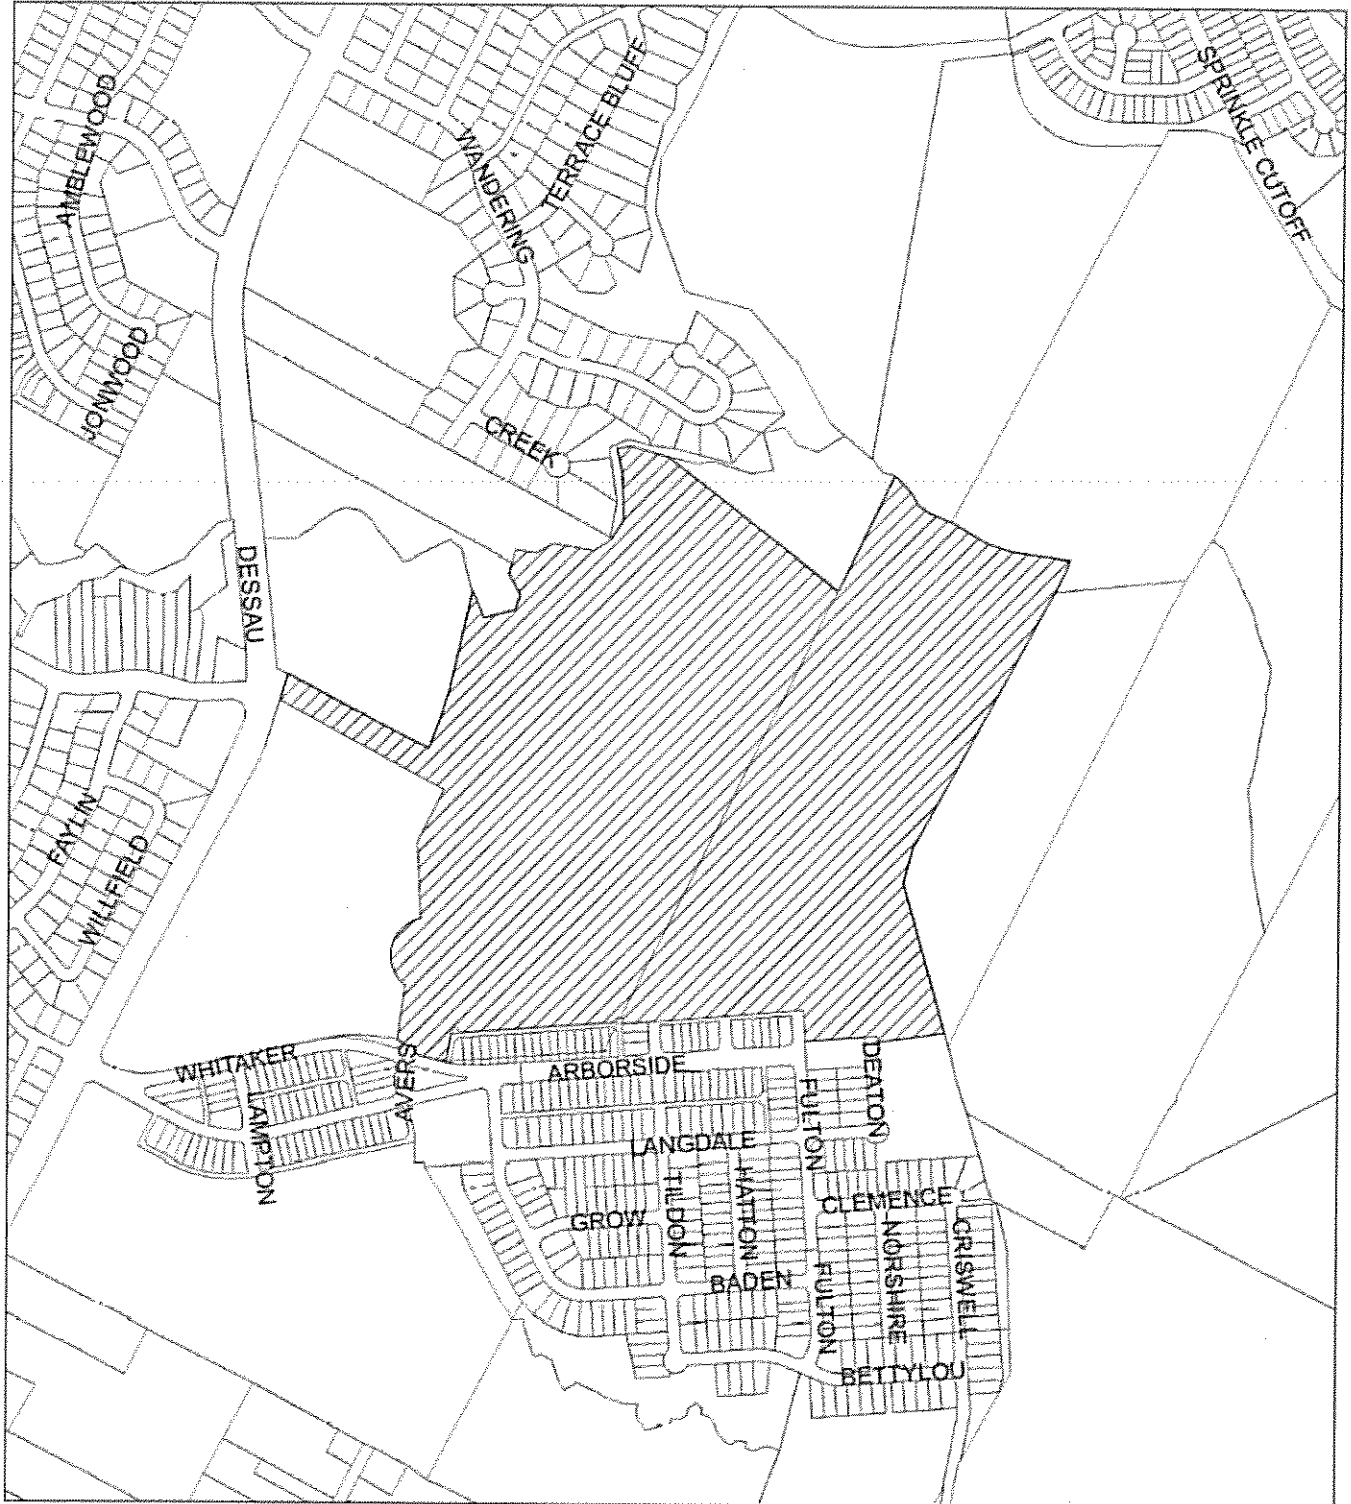 AMBLEWOOD
TERRACE BLUFF
SPRINKLE CUTOFF
WANDERING
JONWOOD
CREEK
DESSAU
FAYLIN
WILLFIELD
WHITAKER
AVERS
ARBORSIDE
DEATON
LAMPTON
FULTON
LANGDALE
TILDON
HATTON
CLEMENCE
GROW
NORSHIRE
CRISWELL
BADEN
FULTON
BETTYLOU